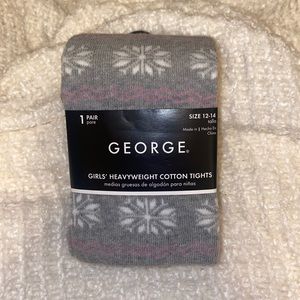 1 PAIR
pare
SIZE 12-14
talla
Made in | Hecho En
China
GEORGE®
GIRLS' HEAVYWEIGHT COTTON TIGHTS
medias gruesas de algodón para niñas